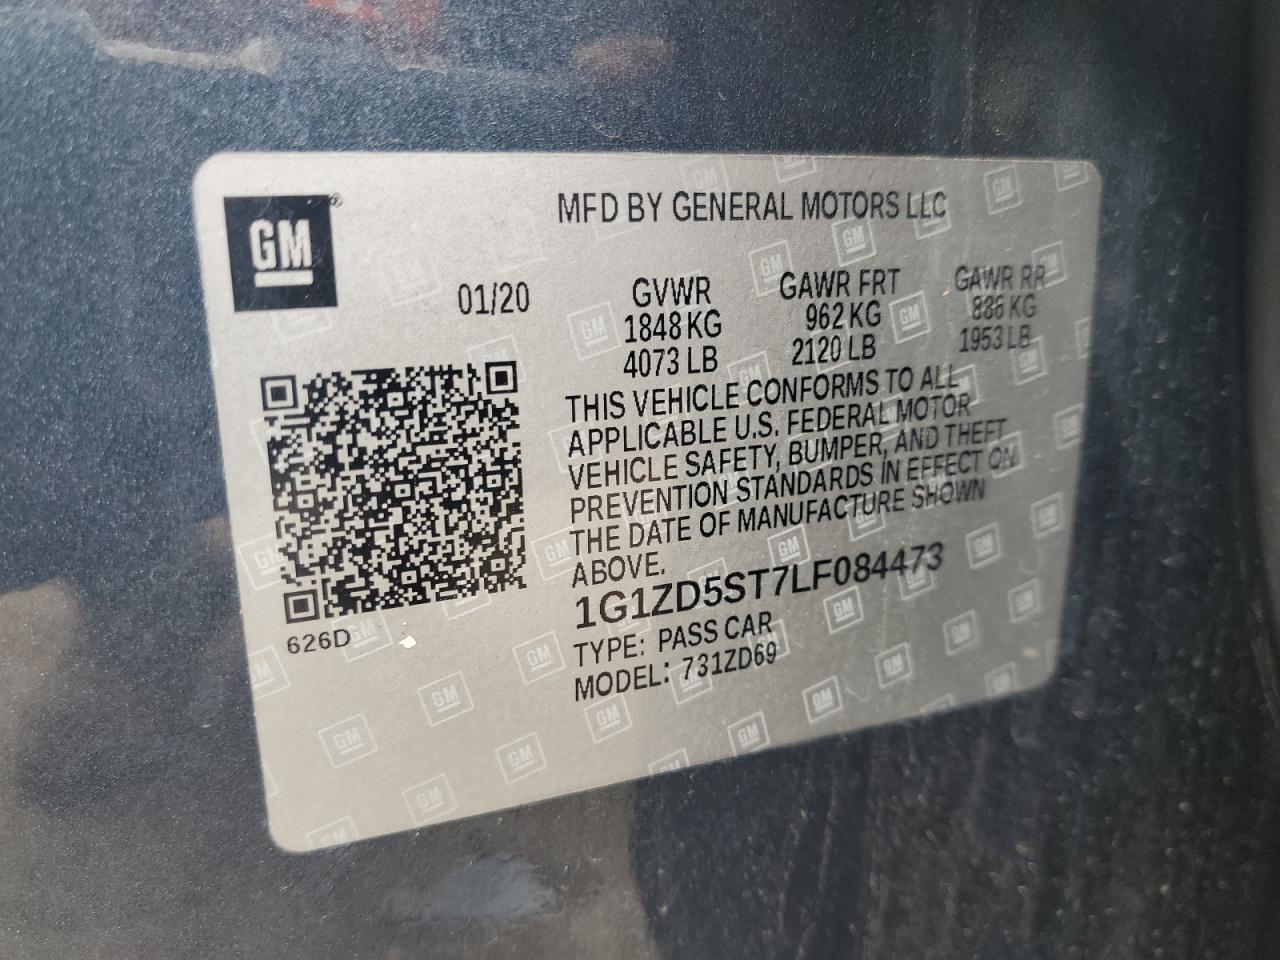 GM®
MFD BY GENERAL MOTORS LLC
01/20
GVWR GAWR FRT GAWR RR
1848 KG 962 KG 886 KG
4073 LB 2120 LB 1953 LB
THIS VEHICLE CONFORMS TO ALL
APPLICABLE U.S. FEDERAL MOTOR
VEHICLE SAFETY, BUMPER, AND THEFT
PREVENTION STANDARDS IN EFFECT ON
THE DATE OF MANUFACTURE SHOWN
ABOVE.
1G1ZD5ST7LF084473
TYPE: PASS CAR
MODEL: 731ZD69
626D